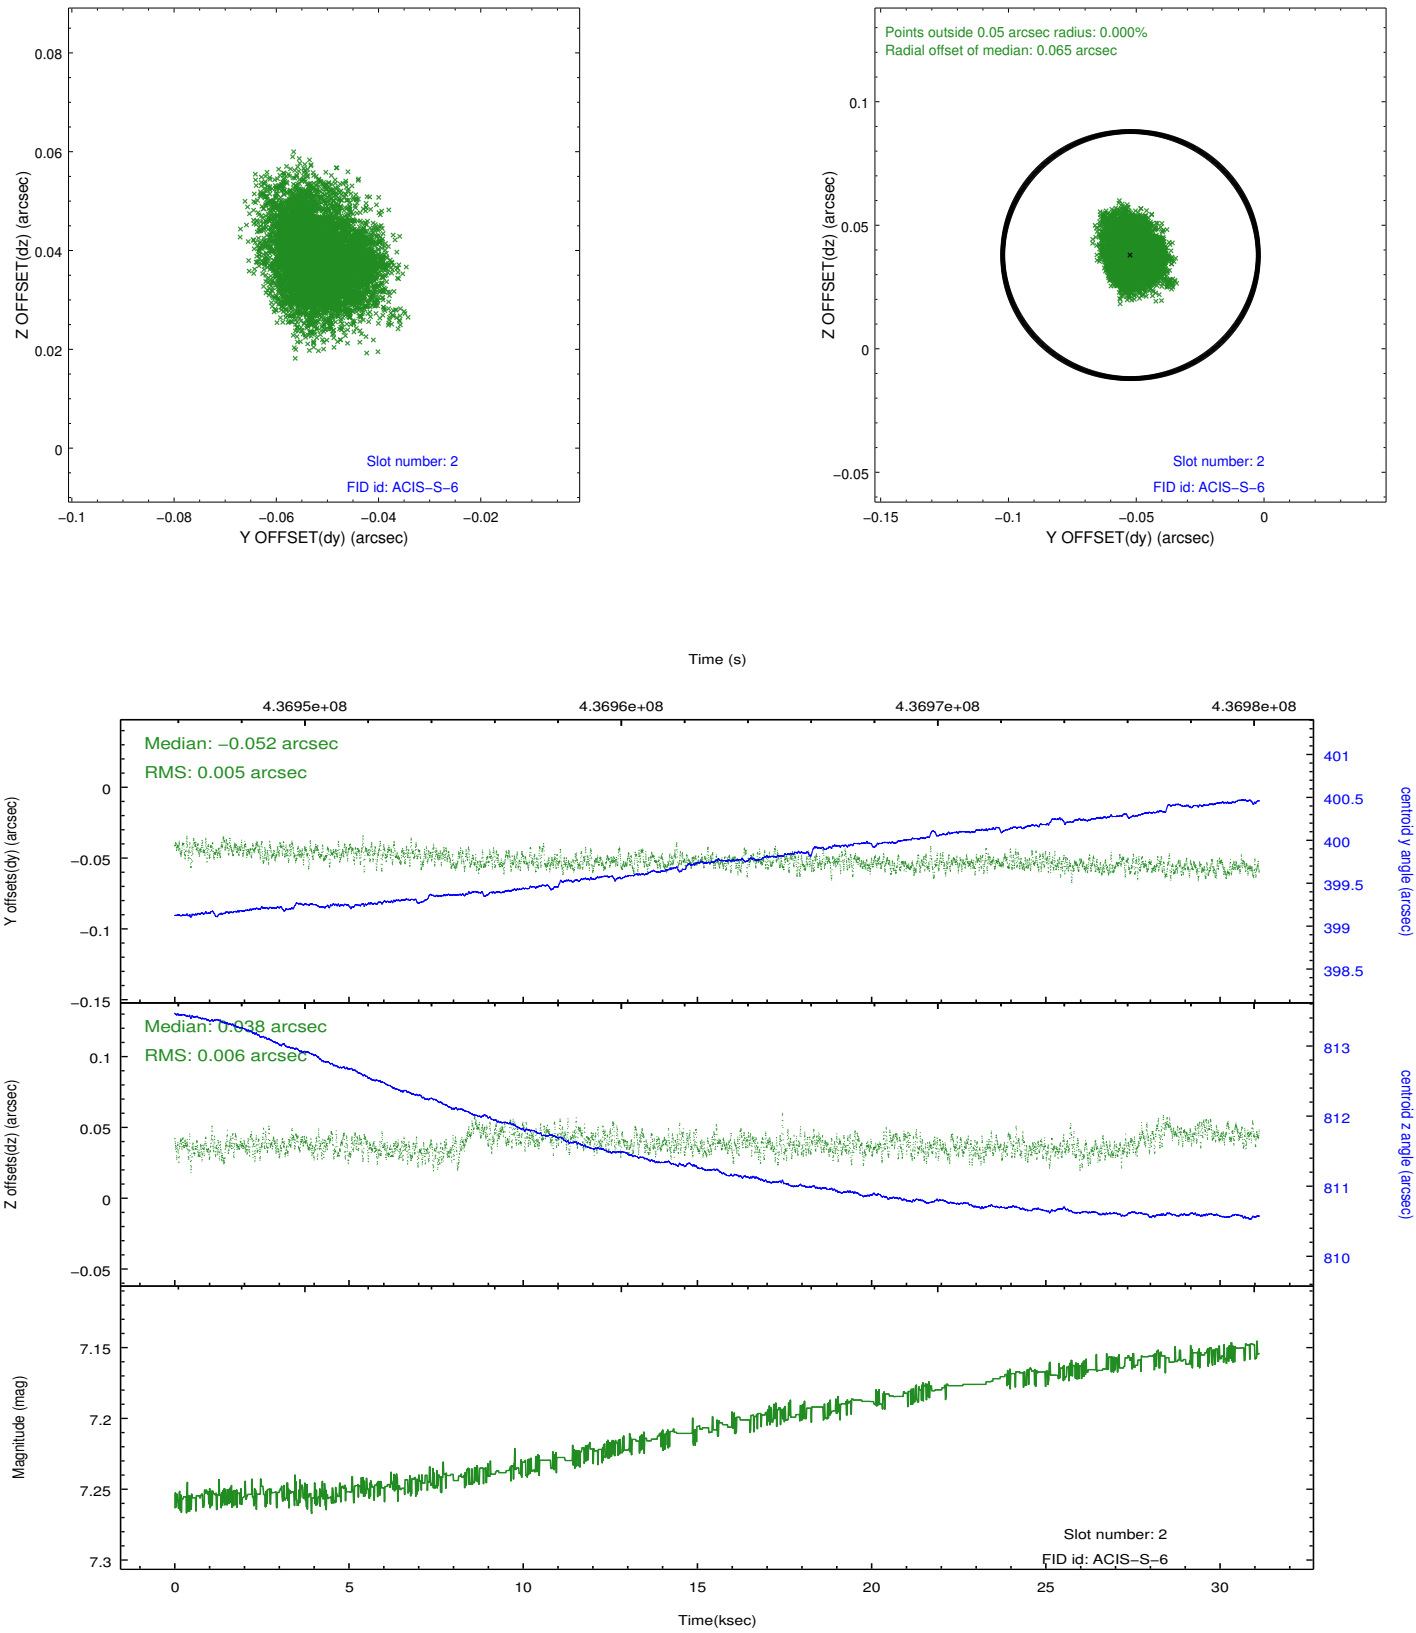 0.08
0.06
0.04
0.02
0
Z OFFSET(dz) (arcsec)
Slot number: 2
FID id: ACIS−S−6
−0.1 −0.08 −0.06 −0.04 −0.02
Y OFFSET(dy) (arcsec)
Points outside 0.05 arcsec radius: 0.000%
Radial offset of median: 0.065 arcsec
0.1
0.05
0
−0.05
Z OFFSET(dz) (arcsec)
Slot number: 2
FID id: ACIS−S−6
−0.15 −0.1 −0.05 0
Y OFFSET(dy) (arcsec)
Time (s)
4.3695e+08 4.3696e+08 4.3697e+08 4.3698e+08
Median: −0.052 arcsec
RMS: 0.005 arcsec
0
−0.05
−0.1
−0.15
Y offsets(dy) (arcsec)
401
400.5
400
399.5
399
398.5
centroid y angle (arcsec)
Median: 0.038 arcsec
RMS: 0.006 arcsec
0.1
0.05
0
−0.05
Z offsets(dz) (arcsec)
813
812
811
810
centroid z angle (arcsec)
7.15
7.2
7.25
7.3
Magnitude (mag)
Slot number: 2
FID id: ACIS−S−6
0 5 10 15 20 25 30
Time(ksec)